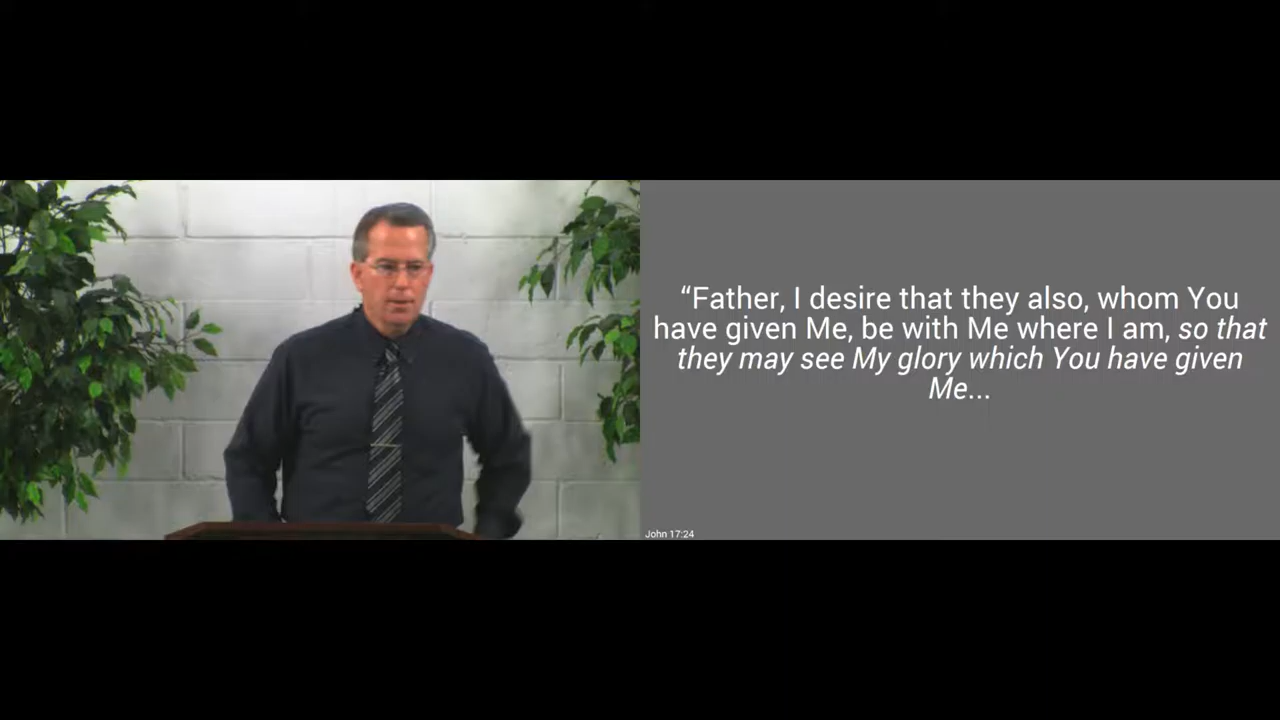 “Father, I desire that they also, whom You
have given Me, be with Me where I am, so that
they may see My glory which You have given
Me...
John 17:24